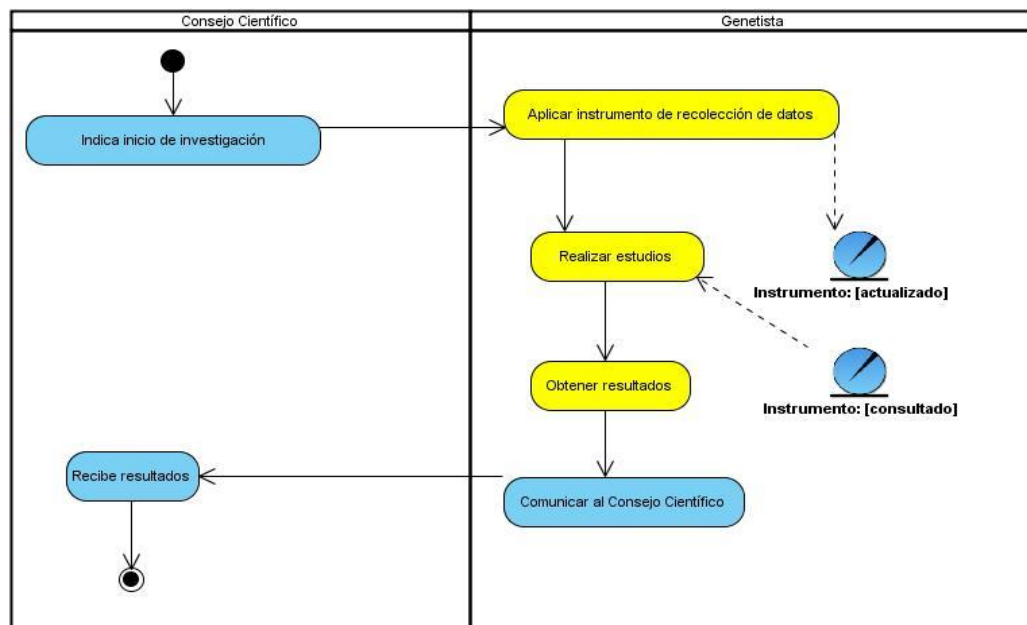 Consejo Científico
Genetista
Indica inicio de investigación
Aplicar instrumento de recolección de datos
Realizar estudios
Instrumento: [actualizado]
Obtener resultados
Instrumento: [consultado]
Recibe resultados
Comunicar al Consejo Científico